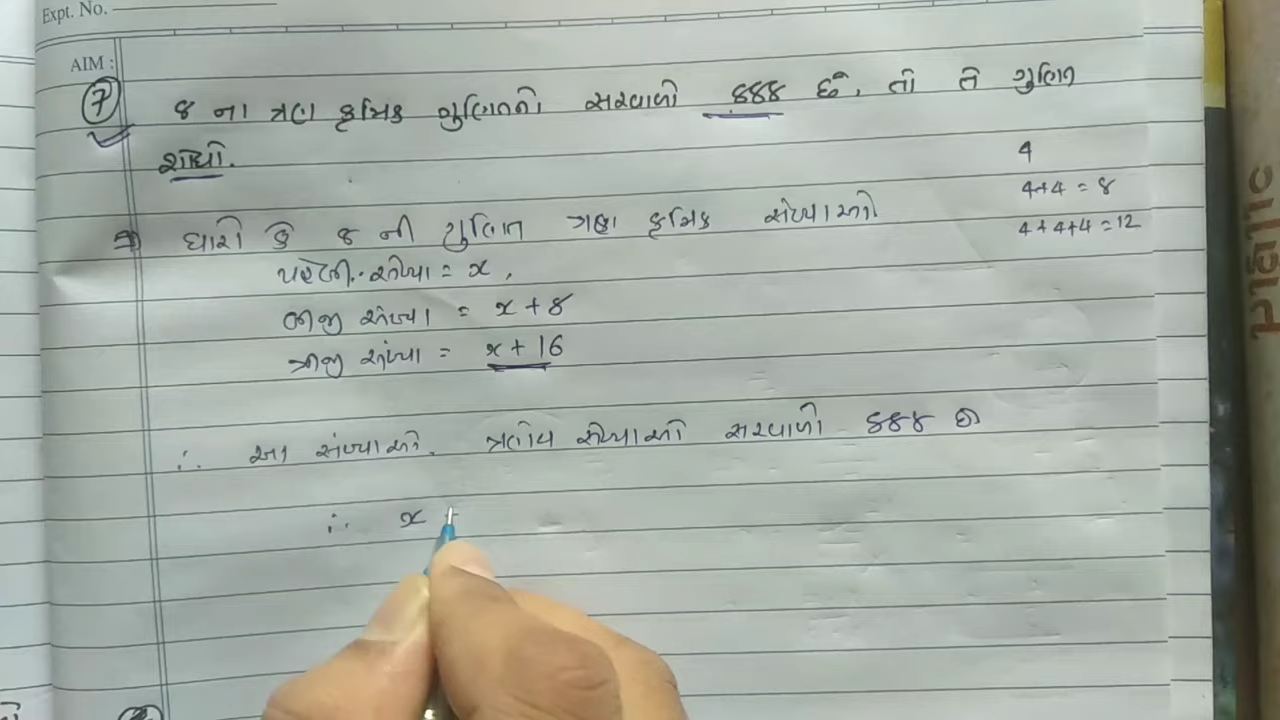 Expt. No.
AIM :
7 8 ના ત્રણ ક્રમિક ગુણિતનો સરવાળો 888 છે, તો તે ગુણિત
શોધો.
4
4+4 = 8
4+4+4 = 12
⇒ ધારો કે 8 ની ગુણિત ત્રણ ક્રમિક સંખ્યાઓ
પહેલી સંખ્યા = x,
બીજી સંખ્યા = x + 8
ત્રીજી સંખ્યા = x + 16
∴ આ સંખ્યાઓ. ત્રણેય સંખ્યાઓ સરવાળો 888 છે
∴ x